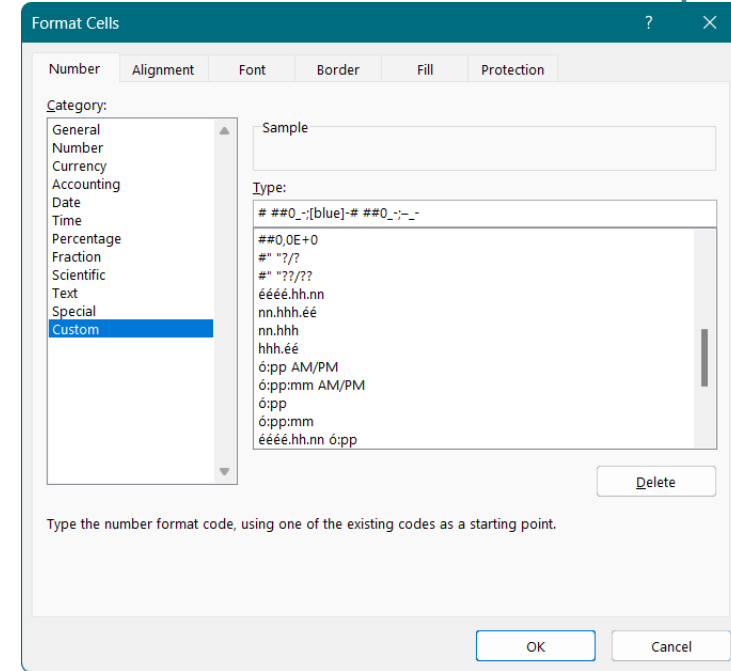 Format Cells ? ×
Number Alignment Font Border Fill Protection
Category:
General
Number
Currency
Accounting
Date
Time
Percentage
Fraction
Scientific
Text
Special
Custom
Sample
Type:
# ##0_-;[blue]-# ##0_-;–_-
##0,0E+0
#" "?/?
#" "??/??
éééé.hh.nn
nn.hhh.éé
nn.hhh
hhh.éé
ó:pp AM/PM
ó:pp:mm AM/PM
ó:pp
ó:pp:mm
éééé.hh.nn ó:pp
Delete
Type the number format code, using one of the existing codes as a starting point.
OK Cancel